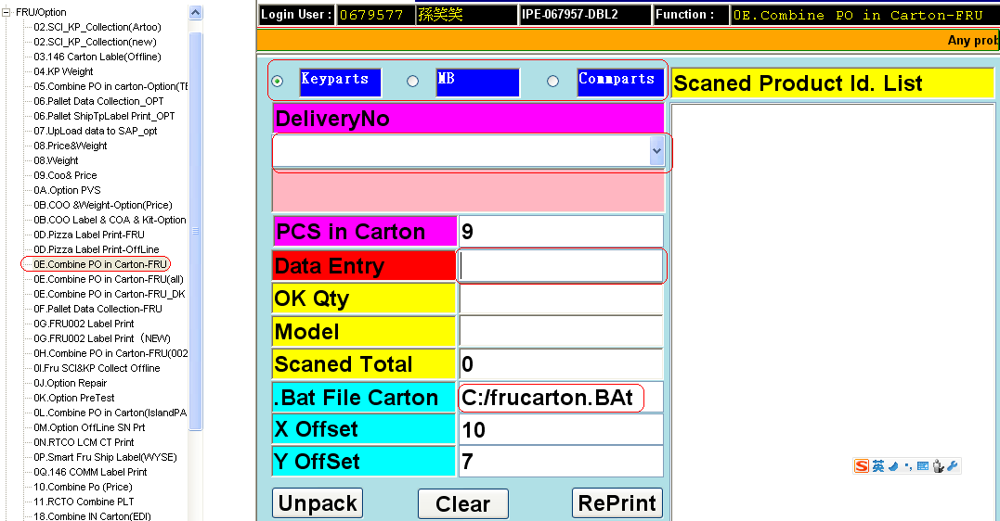 FRU/Option
02.SCI_KP_Collection(Artoo)
02.SCI_KP_Collection(new)
03.146 Carton Lable(Offline)
04.KP Weight
05.Combine PO in carton-Option(TE
06.Pallet Data Collection_OPT
06.Pallet ShipTpLabel Print_OPT
07.UpLoad data to SAP_opt
08.Price&Weight
08.Weight
09.Coo& Price
0A.Option PVS
0B.COO &Weight-Option(Price)
0B.COO Label & COA & Kit-Option
0D.Pizza Label Print-FRU
0D.Pizza Label Print-OffLine
0E.Combine PO in Carton-FRU
0E.Combine PO in Carton-FRU(all)
0E.Combine PO in Carton-FRU_DK
0F.Pallet Data Collection-FRU
0G.FRU002 Label Print
0G.FRU002 Label Print（NEW)
0H.Combine PO in Carton-FRU(002
0I.Fru SCI&KP Collect Offline
0J.Option Repair
0K.Option PreTest
0L.Combine PO in Carton(IslandPA
0M.Option OffLine SN Prt
0N.RTCO LCM CT Print
0P.Smart Fru Ship Label(WYSE)
0Q.146 COMM Label Print
10.Combine Po (Price)
11.RCTO Combine PLT
18.Combine IN Carton(EDI)
Login User : 0679577 孫笑笑 IPE-067957-DBL2 Function : 0E.Combine PO in Carton-FRU
Any prob
Keyparts MB Commparts
Scaned Product Id. List
DeliveryNo
PCS in Carton 9
Data Entry
OK Qty
Model
Scaned Total 0
.Bat File Carton C:/frucarton.BAt
X Offset 10
Y OffSet 7
Unpack Clear RePrint
S 英